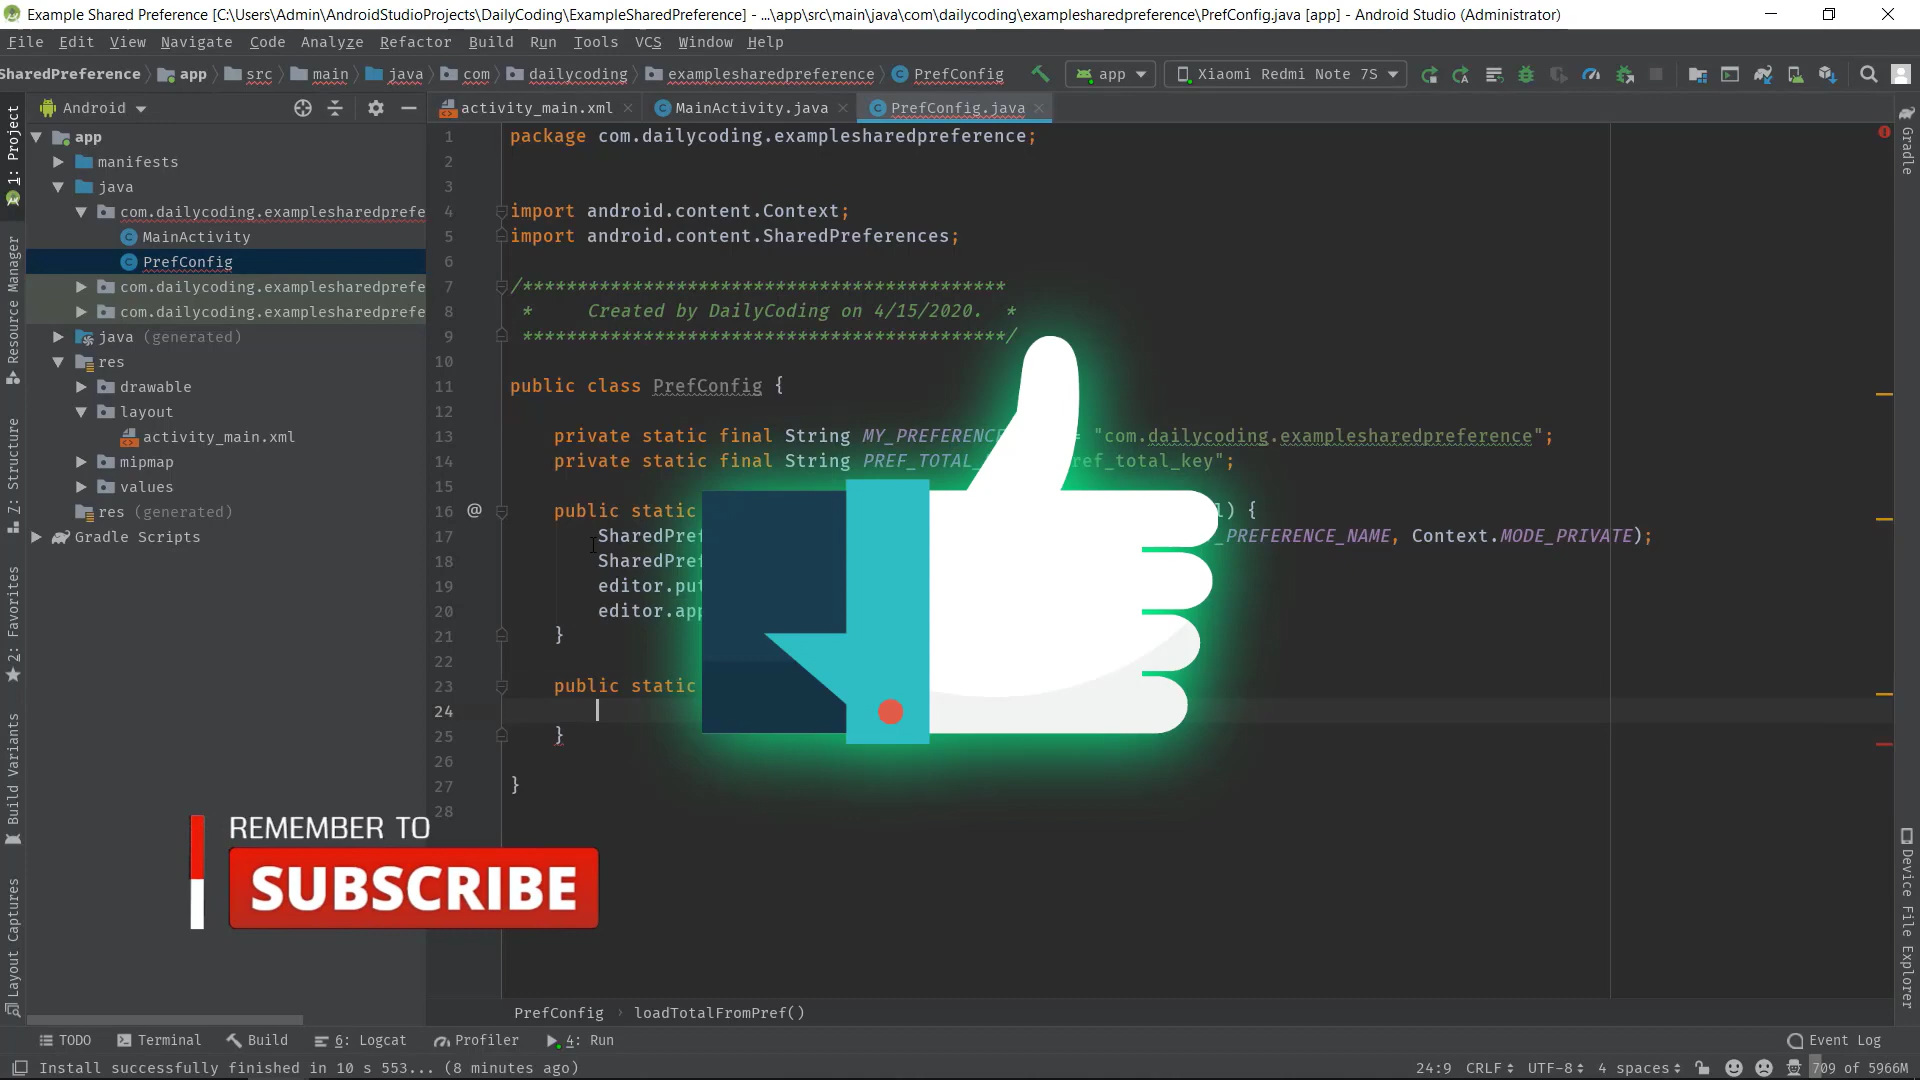 Example Shared Preference [C:\Users\Admin\AndroidStudioProjects\DailyCoding\ExampleSharedPreference] - ...\app\src\main\java\com\dailycoding\examplesharedpreference\PrefConfig.java [app] - Android Studio (Administrator)
File Edit View Navigate Code Analyze Refactor Build Run Tools VCS Window Help
SharedPreference app src main java com dailycoding examplesharedpreference PrefConfig app Xiaomi Redmi Note 7S
Android activity_main.xml MainActivity.java PrefConfig.java
app
manifests
java
com.dailycoding.examplesharedprefe
MainActivity
PrefConfig
com.dailycoding.examplesharedprefe
com.dailycoding.examplesharedprefe
java (generated)
res
drawable
layout
activity_main.xml
mipmap
values
res (generated)
Gradle Scripts
1: Project
Resource Manager
Z: Structure
2: Favorites
Build Variants
Layout Captures
1 package com.dailycoding.examplesharedpreference;
2
3
4 import android.content.Context;
5 import android.content.SharedPreferences;
6
7 /********************************************
8 * Created by DailyCoding on 4/15/2020. *
9 ********************************************/
10
11 public class PrefConfig {
12
13 private static final String MY_PREFERENCE = "com.dailycoding.examplesharedpreference";
14 private static final String PREF_TOTAL_ ref_total_key";
15
16 @ public static l) {
17 SharedPref _PREFERENCE_NAME, Context.MODE_PRIVATE);
18 SharedPref
19 editor.put
20 editor.app
21 }
22
23 public static
24
25 }
26
27 }
28
REMEMBER TO
SUBSCRIBE
Gradle
Device File Explorer
PrefConfig › loadTotalFromPref()
TODO Terminal Build 6: Logcat Profiler 4: Run Event Log
Install successfully finished in 10 s 553... (8 minutes ago) 24:9 CRLF UTF-8 4 spaces 709 of 5966M